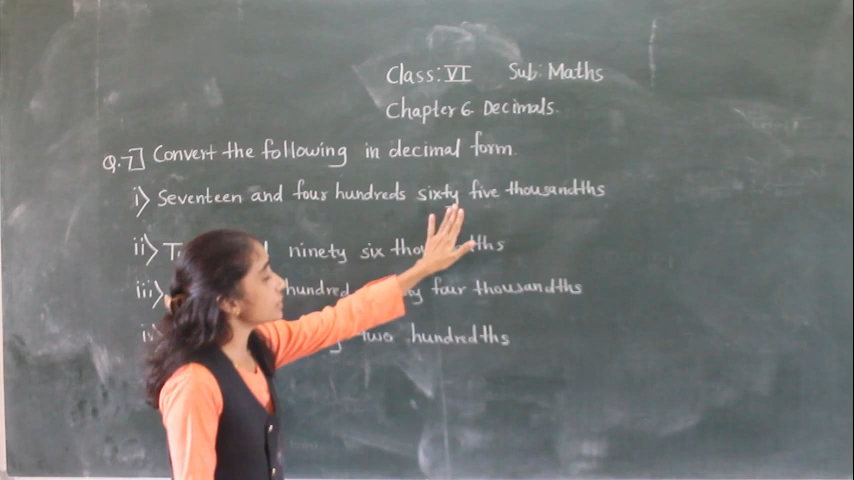 Class: VI Sub: Maths
Chapter 6 Decimals.
Q.7] Convert the following in decimal form.
i) Seventeen and four hundreds sixty five thousandths
ii) ninety six
iii) hundred four thousandths
two hundredths